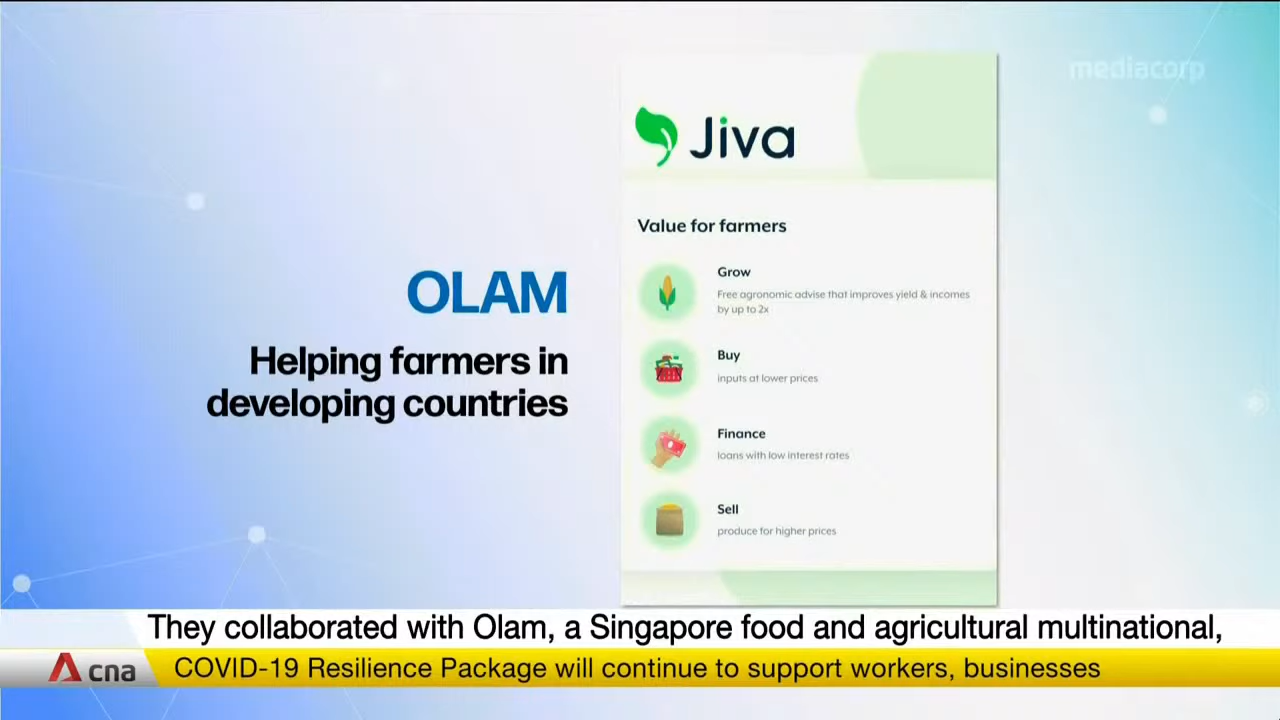 mediacorp
Jiva
Value for farmers
Grow
Free agronomic advise that improves yield & incomes
by up to 2x
Buy
inputs at lower prices
Finance
loans with low interest rates
Sell
produce for higher prices
OLAM
Helping farmers in
developing countries
They collaborated with Olam, a Singapore food and agricultural multinational,
cna
COVID-19 Resilience Package will continue to support workers, businesses